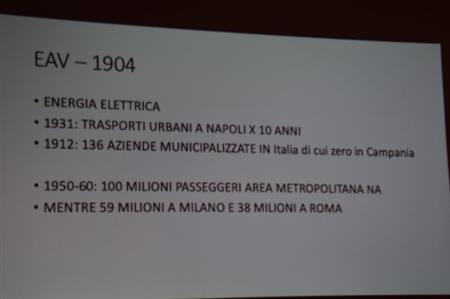 EAV – 1904
• ENERGIA ELETTRICA
• 1931: TRASPORTI URBANI A NAPOLI X 10 ANNI
• 1912: 136 AZIENDE MUNICIPALIZZATE IN Italia di cui zero in Campania
• 1950-60: 100 MILIONI PASSEGGERI AREA METROPOLITANA NA
• MENTRE 59 MILIONI A MILANO E 38 MILIONI A ROMA